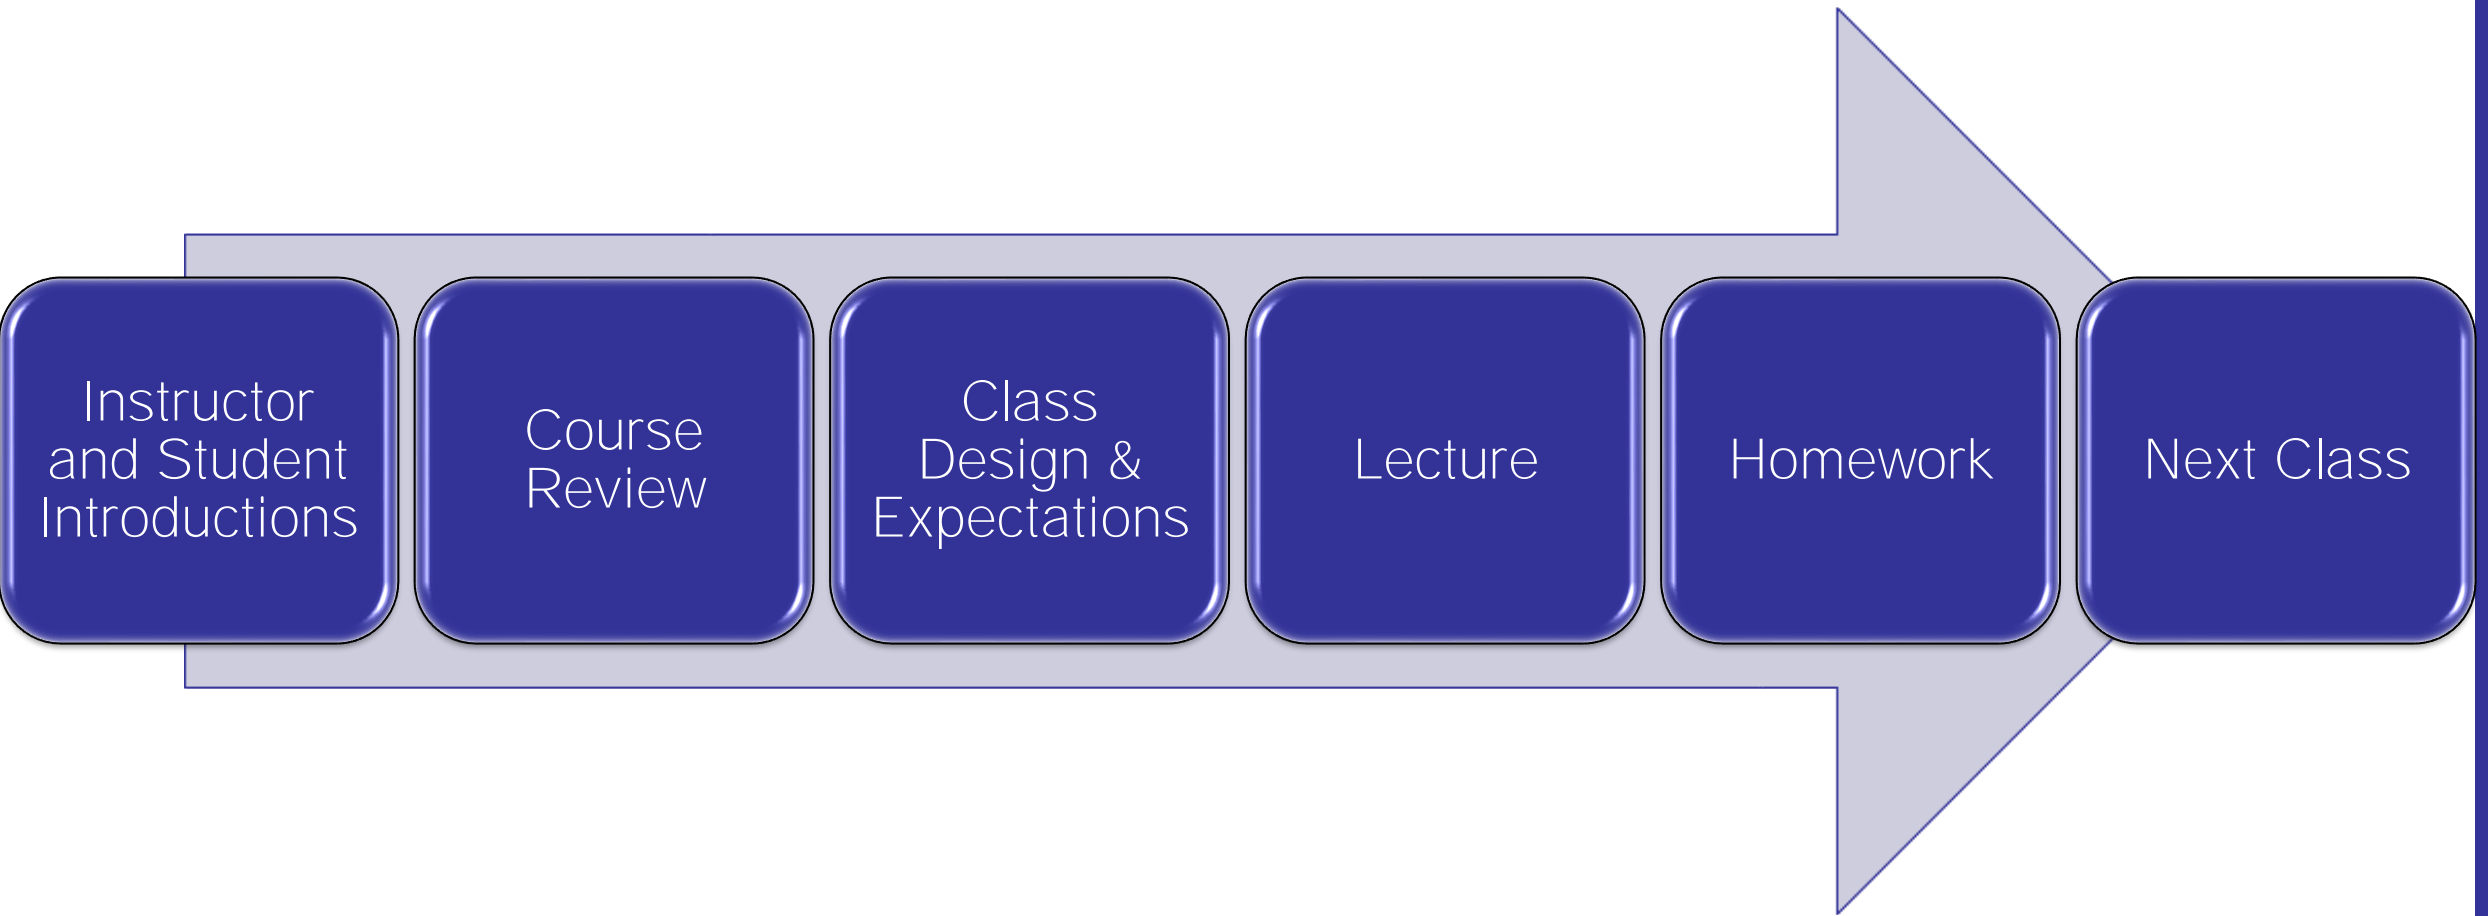 Instructor
and Student
Introductions
Course
Review
Class
Design &
Expectations
Lecture
Homework
Next Class